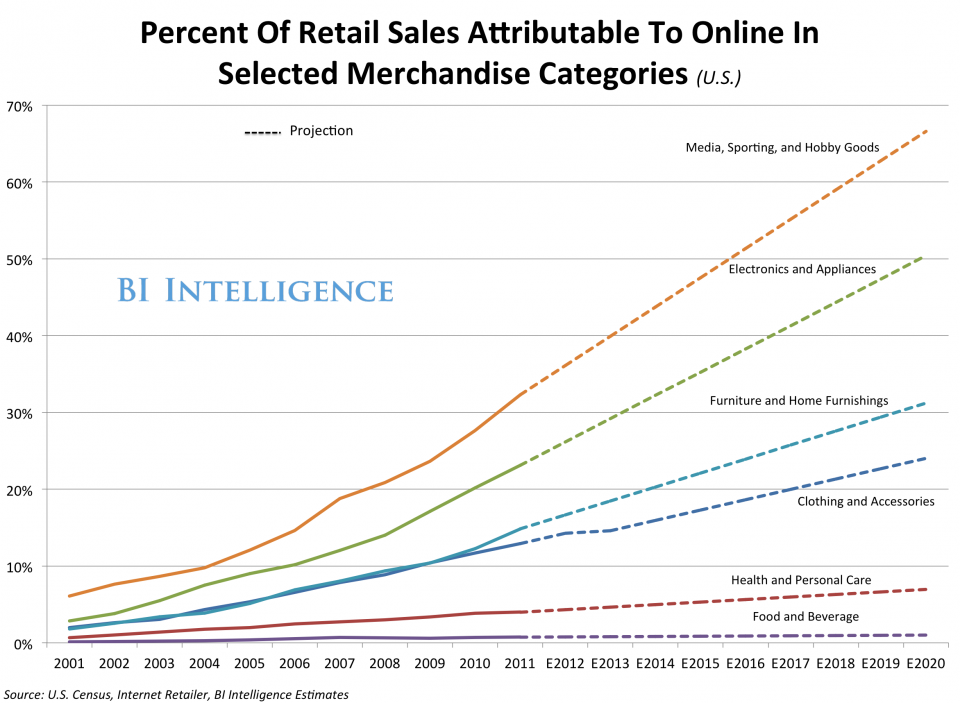 Percent Of Retail Sales Attributable To Online In
Selected Merchandise Categories (U.S.)
70%
Projection
Media, Sporting, and Hobby Goods
60%
50%
Electronics and Appliances
BI INTELLIGENCE
40%
Furniture and Home Furnishings
30%
20%
Clothing and Accessories
10%
Health and Personal Care
Food and Beverage
0%
2001 2002 2003 2004 2005 2006 2007 2008 2009 2010 2011 E2012 E2013 E2014 E2015 E2016 E2017 E2018 E2019 E2020
Source: U.S. Census, Internet Retailer, BI Intelligence Estimates